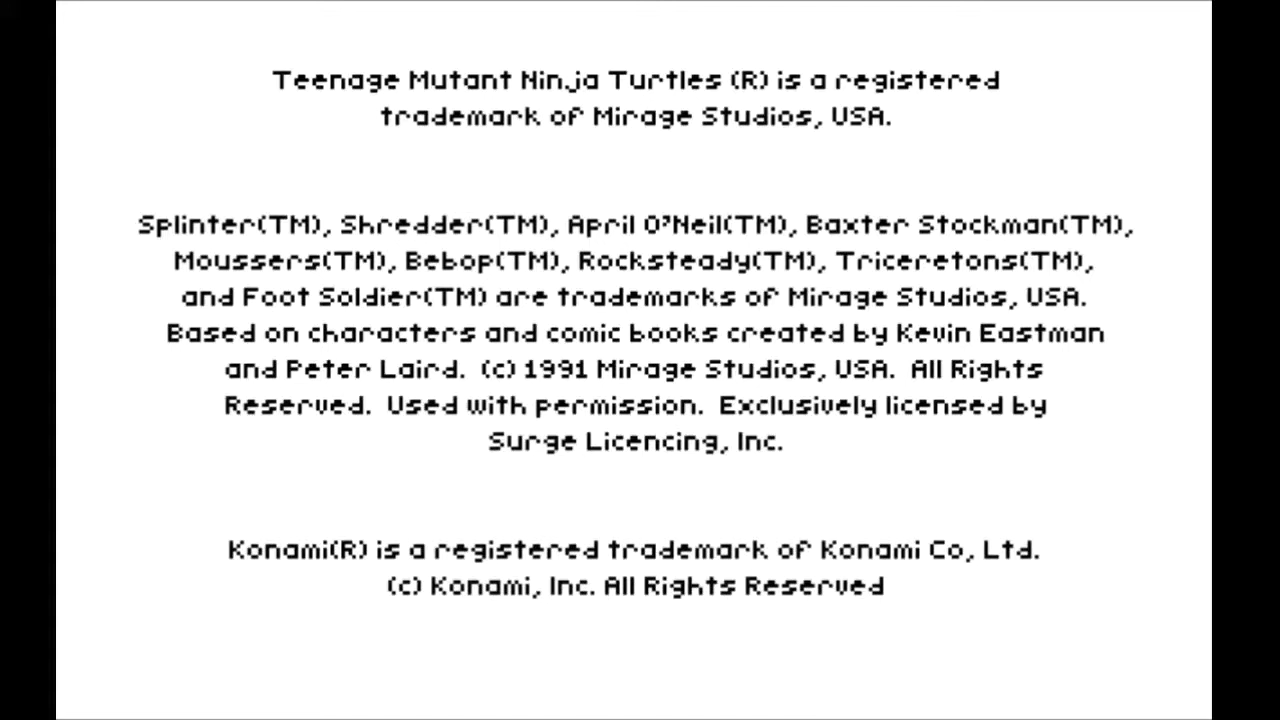 Teenage Mutant Ninja Turtles (R) is a registered
trademark of Mirage Studios, USA.
Splinter(TM), Shredder(TM), April O'Neil(TM), Baxter Stockman(TM),
Moussers(TM), Bebop(TM), Rocksteady(TM), Triceretons(TM),
and Foot Soldier(TM) are trademarks of Mirage Studios, USA.
Based on characters and comic books created by Kevin Eastman
and Peter Laird.  (c) 1991 Mirage Studios, USA.  All Rights
Reserved.  Used with permission.  Exclusively licensed by
Surge Licencing, Inc.
Konami(R) is a registered trademark of Konami Co, Ltd.
(c) Konami, Inc. All Rights Reserved